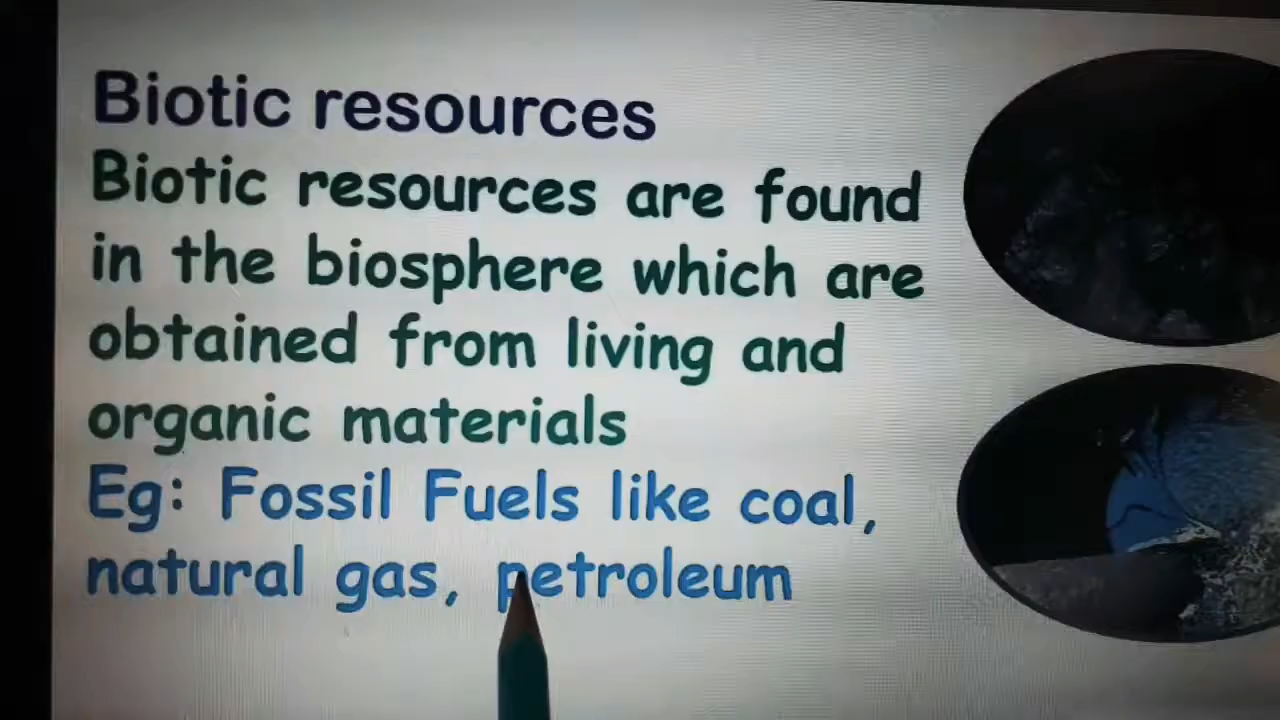 Biotic resources
Biotic resources are found
in the biosphere which are
obtained from living and
organic materials
Eg: Fossil Fuels like coal,
natural gas, petroleum